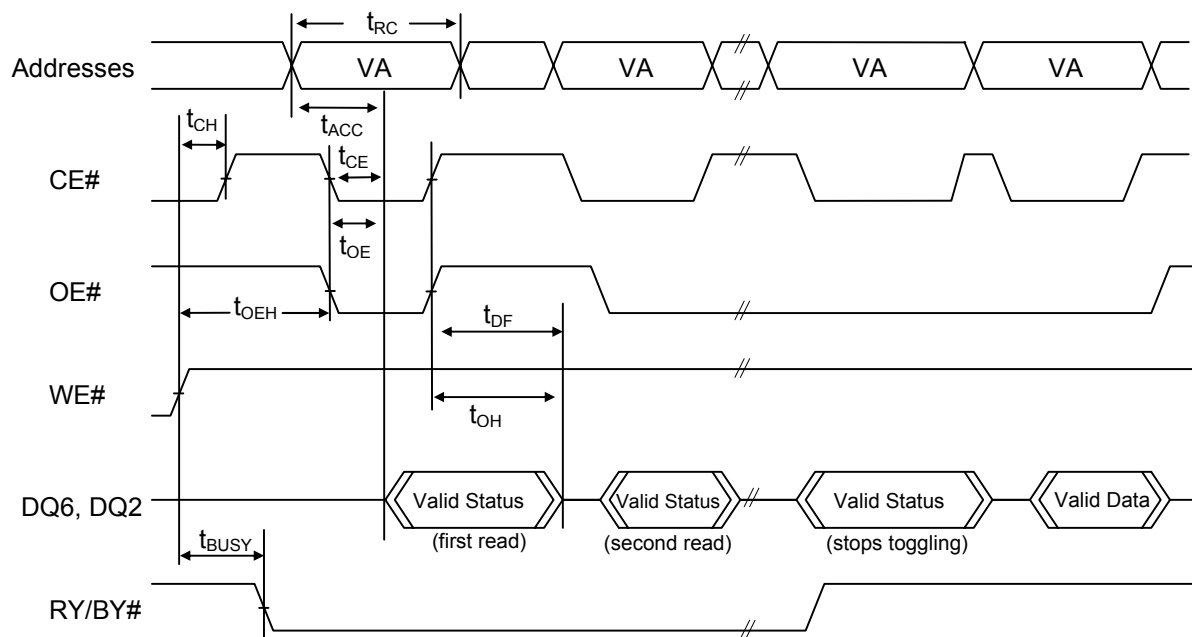 tRC
Addresses VA VA VA VA
tCH tACC
tCE
CE#
tOE
OE#
tOEH tDF
WE#
tOH
DQ6, DQ2 Valid Status Valid Status Valid Status Valid Data
(first read) (second read) (stops toggling)
tBUSY
RY/BY#